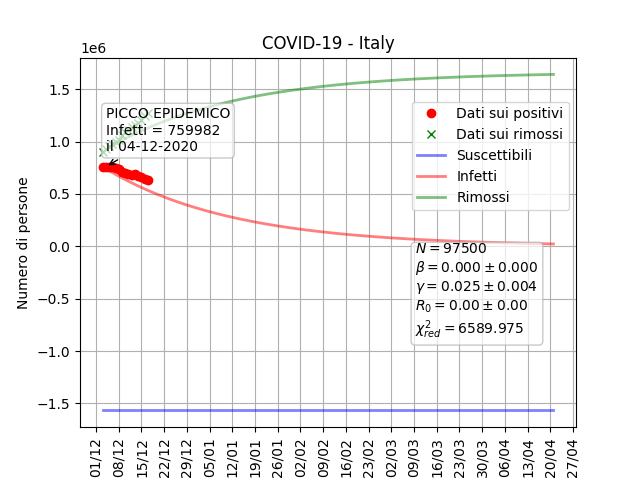 COVID-19 - Italy
1e6
1.5
1.0
0.5
0.0
−0.5
−1.0
−1.5
Numero di persone
PICCO EPIDEMICO
Infetti = 759982
il 04-12-2020
Dati sui positivi
Dati sui rimossi
Suscettibili
Infetti
Rimossi
N = 97500
β = 0.000 ± 0.000
γ = 0.025 ± 0.004
R₀ = 0.00 ± 0.00
χ²_red = 6589.975
01/12
08/12
15/12
22/12
29/12
05/01
12/01
19/01
26/01
02/02
09/02
16/02
23/02
02/03
09/03
16/03
23/03
30/03
06/04
13/04
20/04
27/04